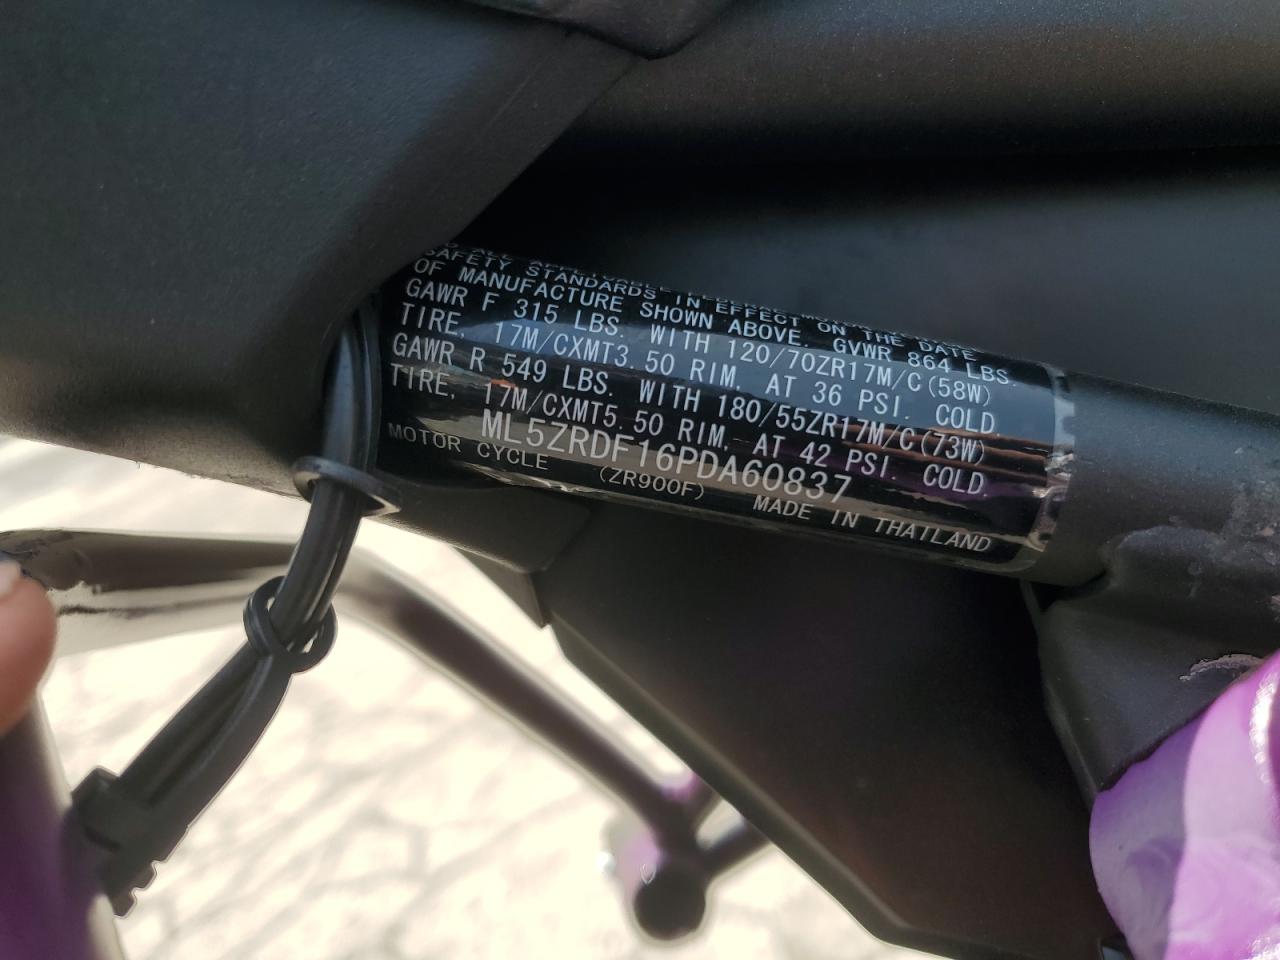 SAFETY STANDARDS IN EFFECT ON THE DATE
OF MANUFACTURE SHOWN ABOVE. GVWR 864 LBS.
GAWR F 315 LBS. WITH 120/70ZR17M/C(58W)
TIRE, 17M/CXMT3.50 RIM, AT 36 PSI. COLD
GAWR R 549 LBS. WITH 180/55ZR17M/C(73W)
TIRE, 17M/CXMT5.50 RIM, AT 42 PSI. COLD.
ML5ZRDF16PDA60837
MOTOR CYCLE (ZR900F) MADE IN THATLAND